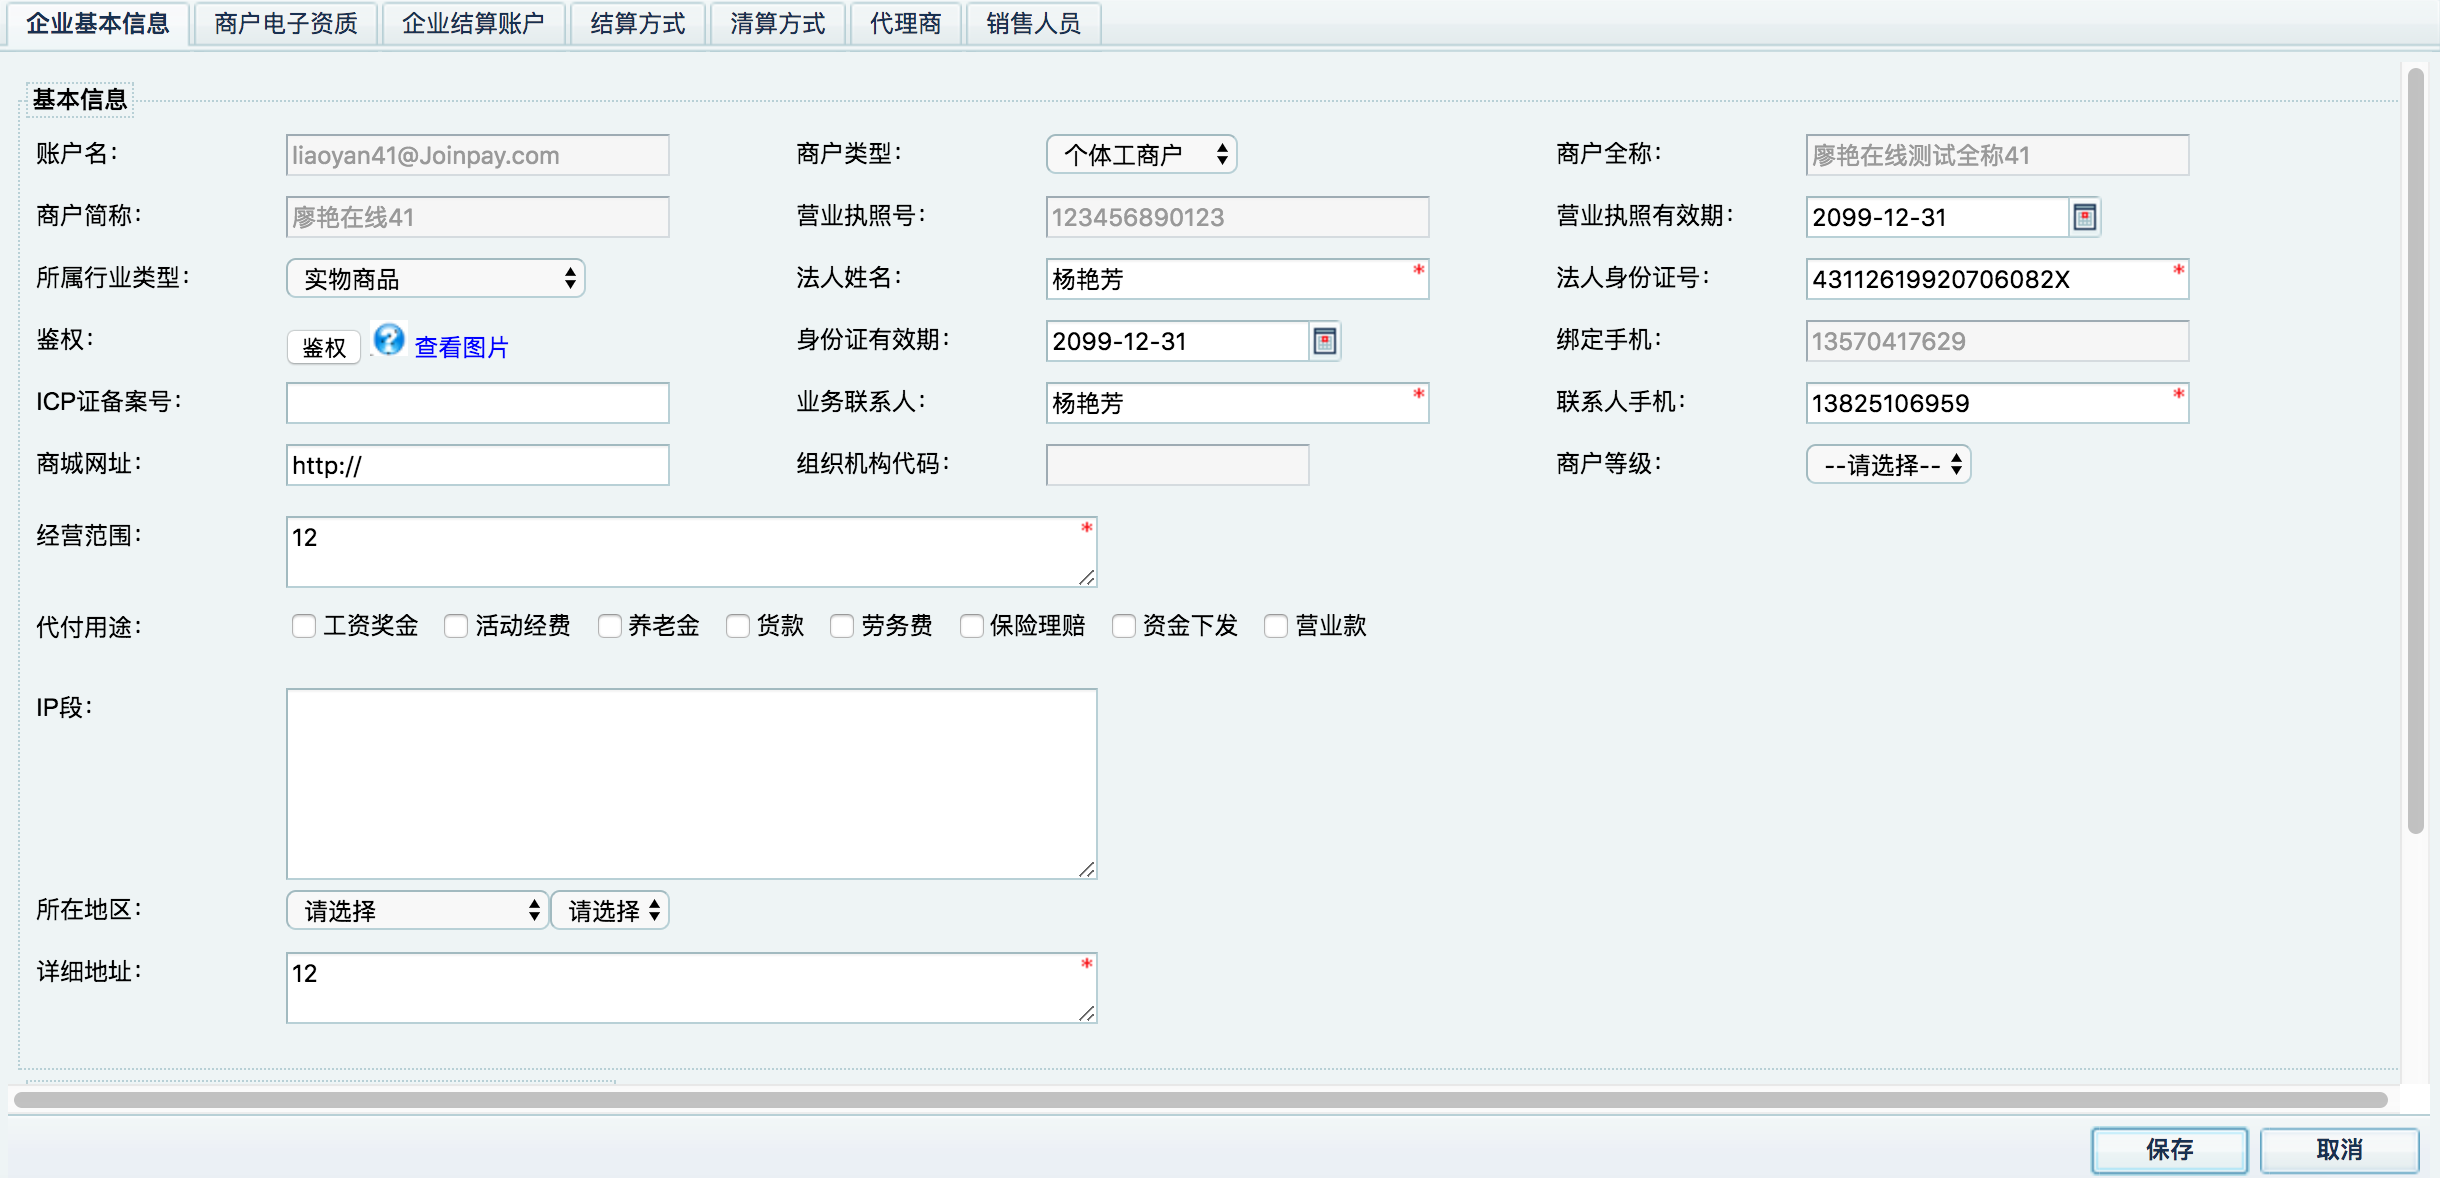 企业基本信息 商户电子资质 企业结算账户 结算方式 清算方式 代理商 销售人员
基本信息
账户名： liaoyan41@Joinpay.com 商户类型： 个体工商户 商户全称： 廖艳在线测试全称41
商户简称： 廖艳在线41 营业执照号： 123456890123 营业执照有效期： 2099-12-31
所属行业类型： 实物商品 法人姓名： 杨艳芳 * 法人身份证号： 43112619920706082X *
鉴权： 鉴权 查看图片 身份证有效期： 2099-12-31 绑定手机： 13570417629
ICP证备案号： 业务联系人： 杨艳芳 * 联系人手机： 13825106959 *
商城网址： http:// 组织机构代码： 商户等级： --请选择--
经营范围： 12 *
代付用途： 工资奖金 活动经费 养老金 货款 劳务费 保险理赔 资金下发 营业款
IP段：
所在地区： 请选择 请选择
详细地址： 12 *
保存 取消